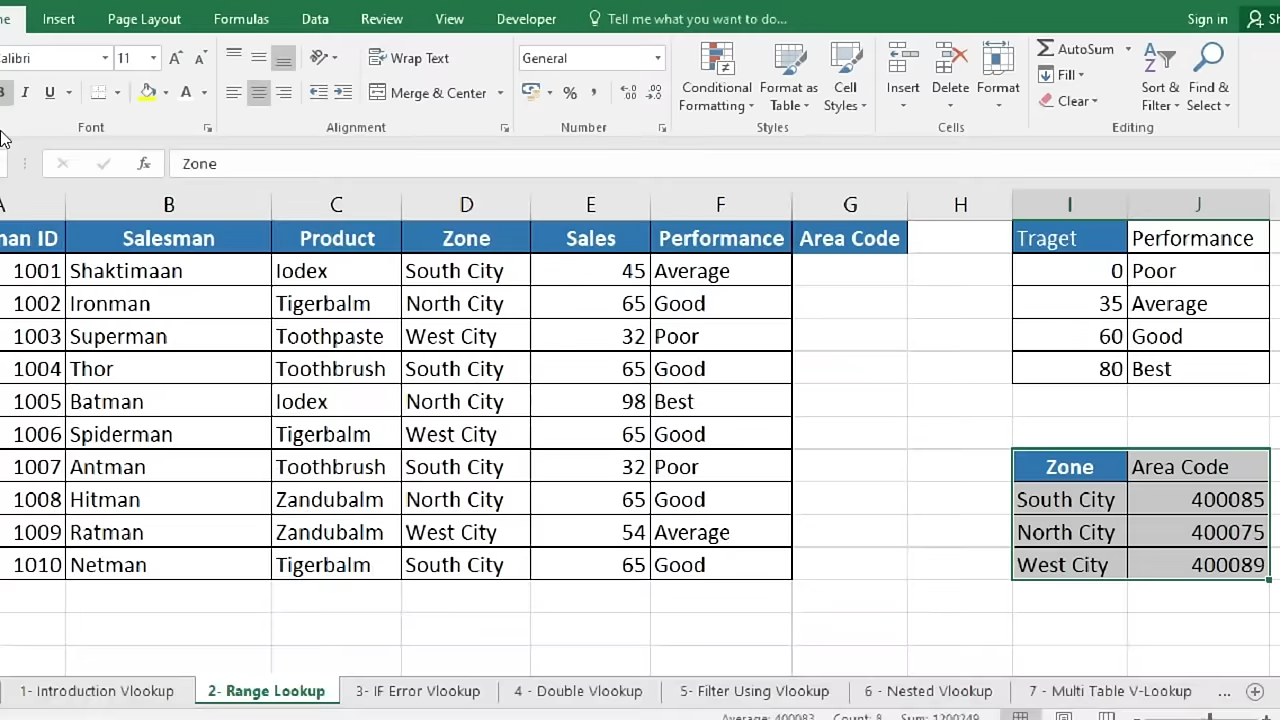 Insert Page Layout Formulas Data Review View Developer Tell me what you want to do... Sign in
11 Wrap Text General AutoSum
Conditional Format as Cell Insert Delete Format Fill Sort & Find &
B I U A Merge & Center % , Formatting Table Styles Clear Filter Select
Font Alignment Number Styles Cells Editing
fx Zone
A B C D E F G H I J
man ID Salesman Product Zone Sales Performance Area Code Traget Performance
1001 Shaktimaan Iodex South City 45 Average 0 Poor
1002 Ironman Tigerbalm North City 65 Good 35 Average
1003 Superman Toothpaste West City 32 Poor 60 Good
1004 Thor Toothbrush South City 65 Good 80 Best
1005 Batman Iodex North City 98 Best
1006 Spiderman Tigerbalm West City 65 Good
1007 Antman Toothbrush South City 32 Poor Zone Area Code
1008 Hitman Zandubalm North City 65 Good South City 400085
1009 Ratman Zandubalm West City 54 Average North City 400075
1010 Netman Tigerbalm South City 65 Good West City 400089
1- Introduction Vlookup 2- Range Lookup 3- IF Error Vlookup 4 - Double Vlookup 5- Filter Using Vlookup 6 - Nested Vlookup 7 - Multi Table V-Lookup ...
Average: 400083 Count: 8 Sum: 1200249